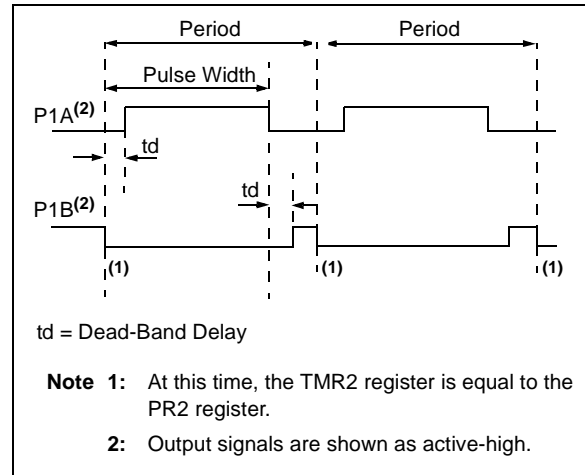 Period Period
Pulse Width
P1A(2)
td
td
P1B(2)
(1) (1) (1)
td = Dead-Band Delay
Note 1: At this time, the TMR2 register is equal to the
PR2 register.
2: Output signals are shown as active-high.